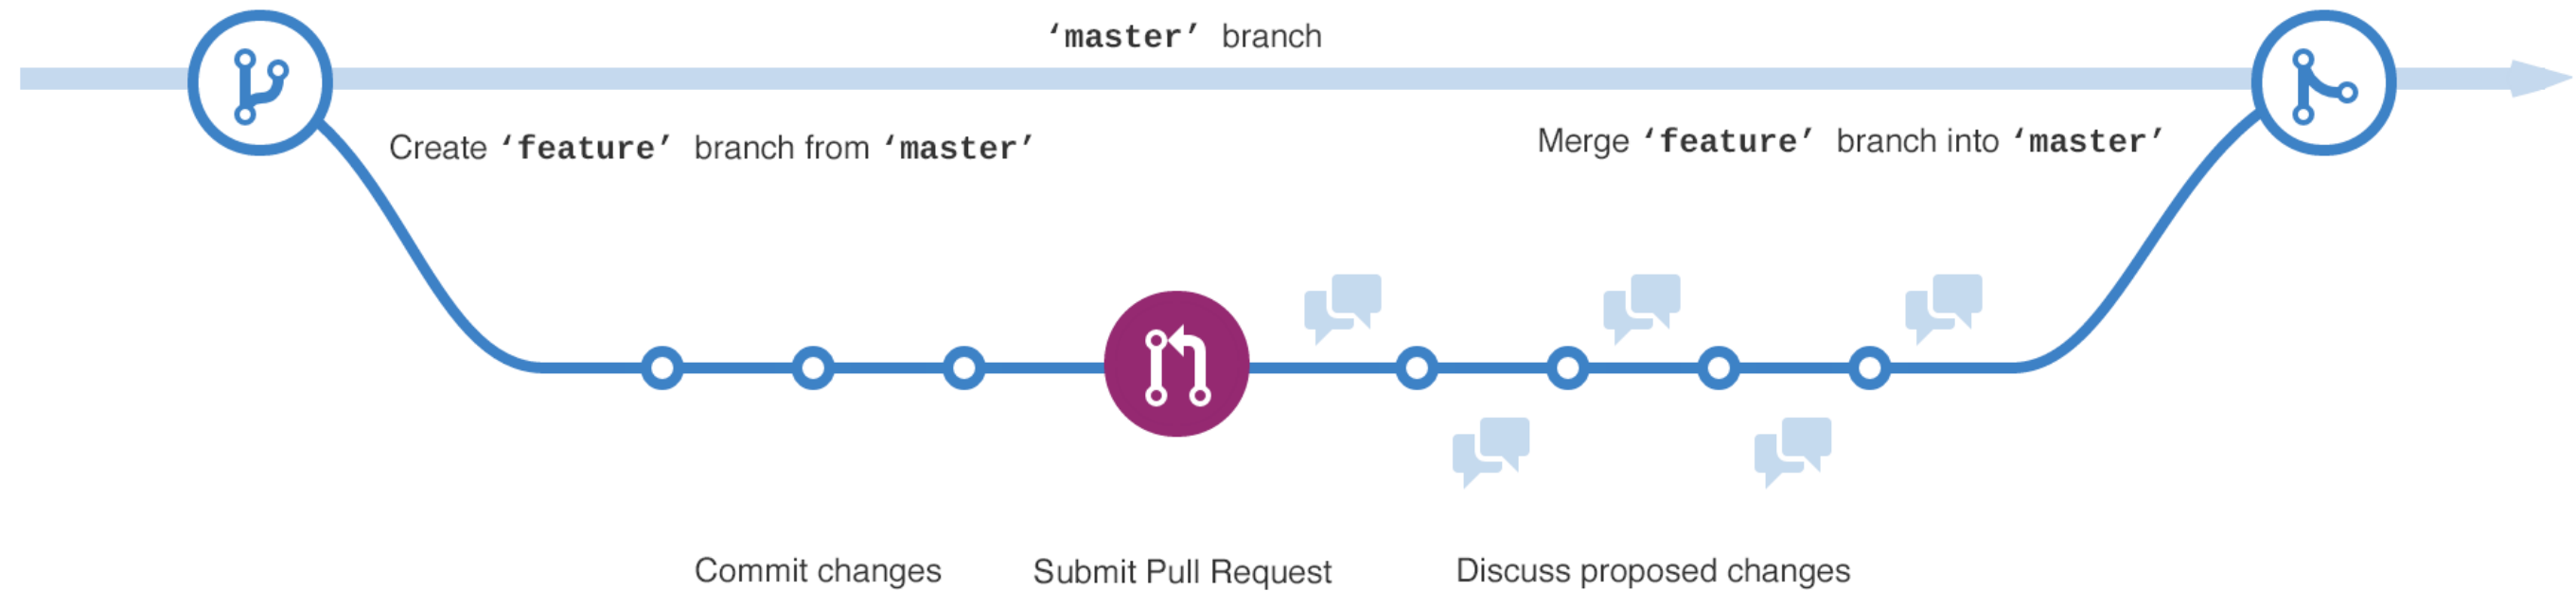 ‘master’ branch
Create ‘feature’ branch from ‘master’
Merge ‘feature’ branch into ‘master’
Commit changes
Submit Pull Request
Discuss proposed changes